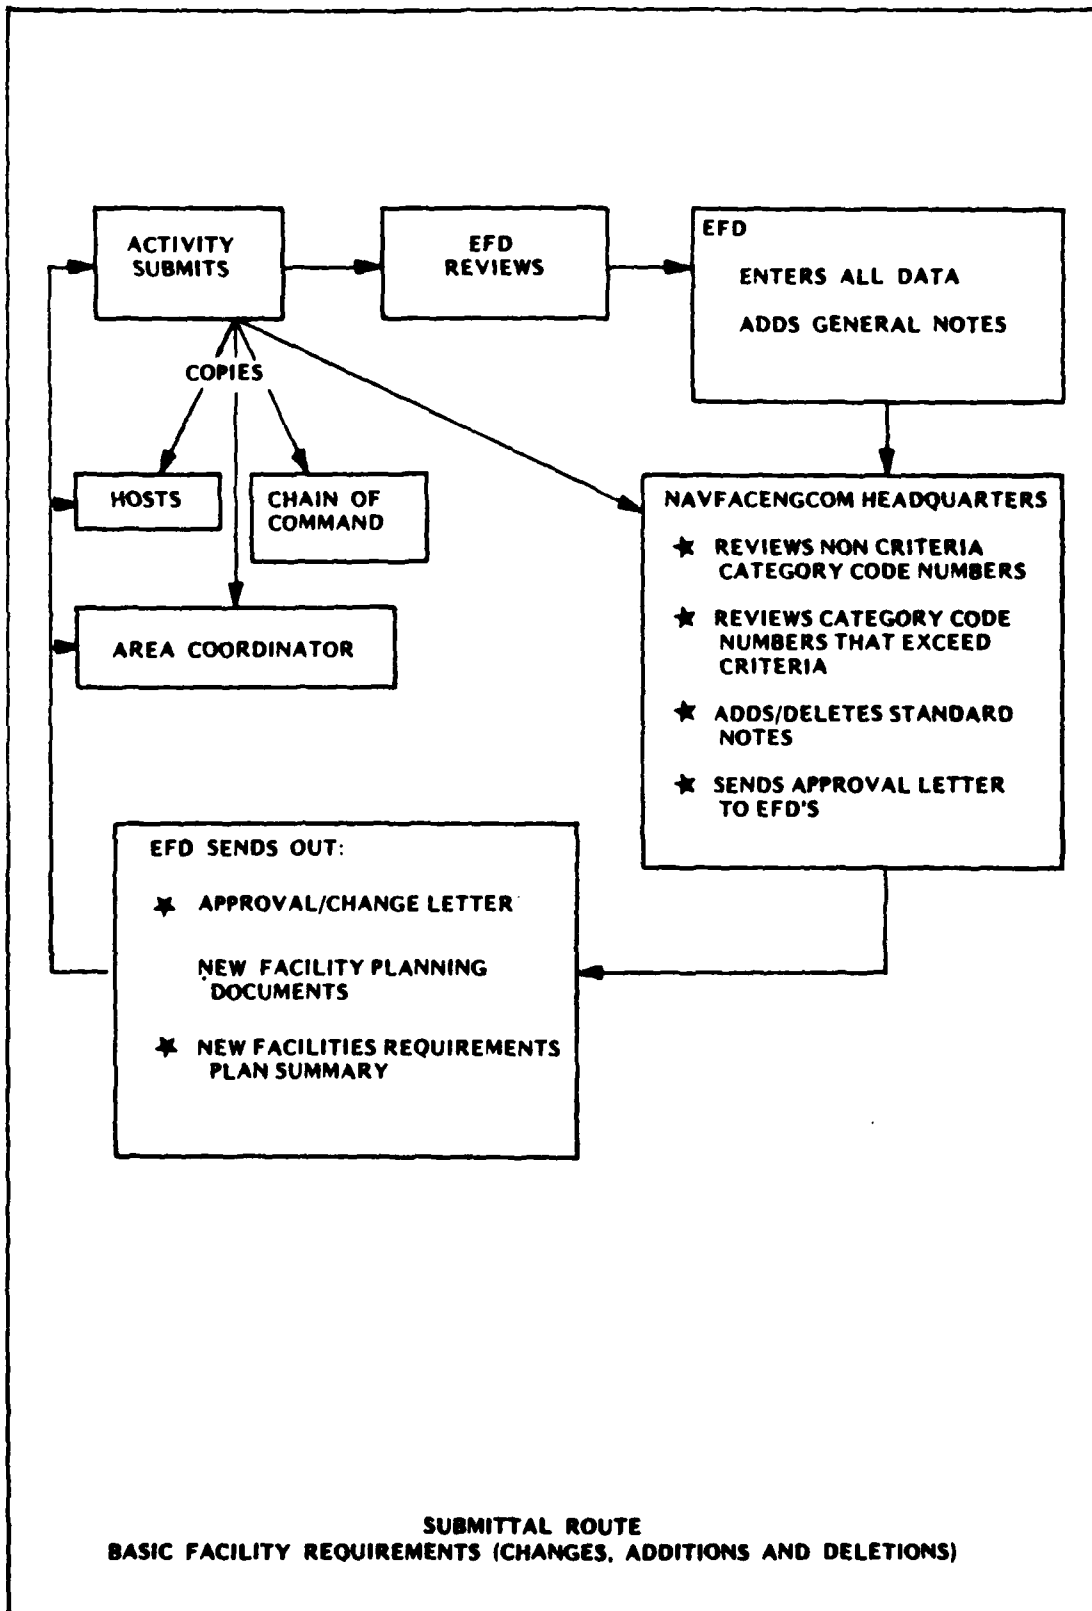 ACTIVITY
SUBMITS
EFD
REVIEWS
EFD
ENTERS ALL DATA
ADDS GENERAL NOTES
COPIES
HOSTS
CHAIN OF
COMMAND
AREA COORDINATOR
NAVFACENGCOM HEADQUARTERS
★ REVIEWS NON CRITERIA
CATEGORY CODE NUMBERS
★ REVIEWS CATEGORY CODE
NUMBERS THAT EXCEED
CRITERIA
★ ADDS/DELETES STANDARD
NOTES
★ SENDS APPROVAL LETTER
TO EFD'S
EFD SENDS OUT:
★ APPROVAL/CHANGE LETTER
NEW FACILITY PLANNING
DOCUMENTS
★ NEW FACILITIES REQUIREMENTS
PLAN SUMMARY
SUBMITTAL ROUTE
BASIC FACILITY REQUIREMENTS (CHANGES, ADDITIONS AND DELETIONS)